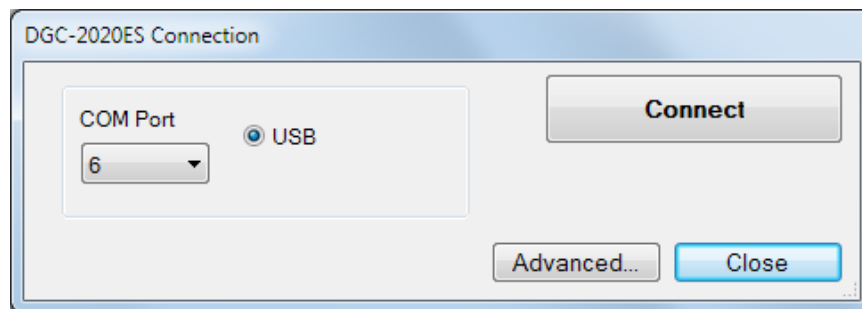 DGC-2020ES Connection
COM Port
6
USB
Connect
Advanced...
Close